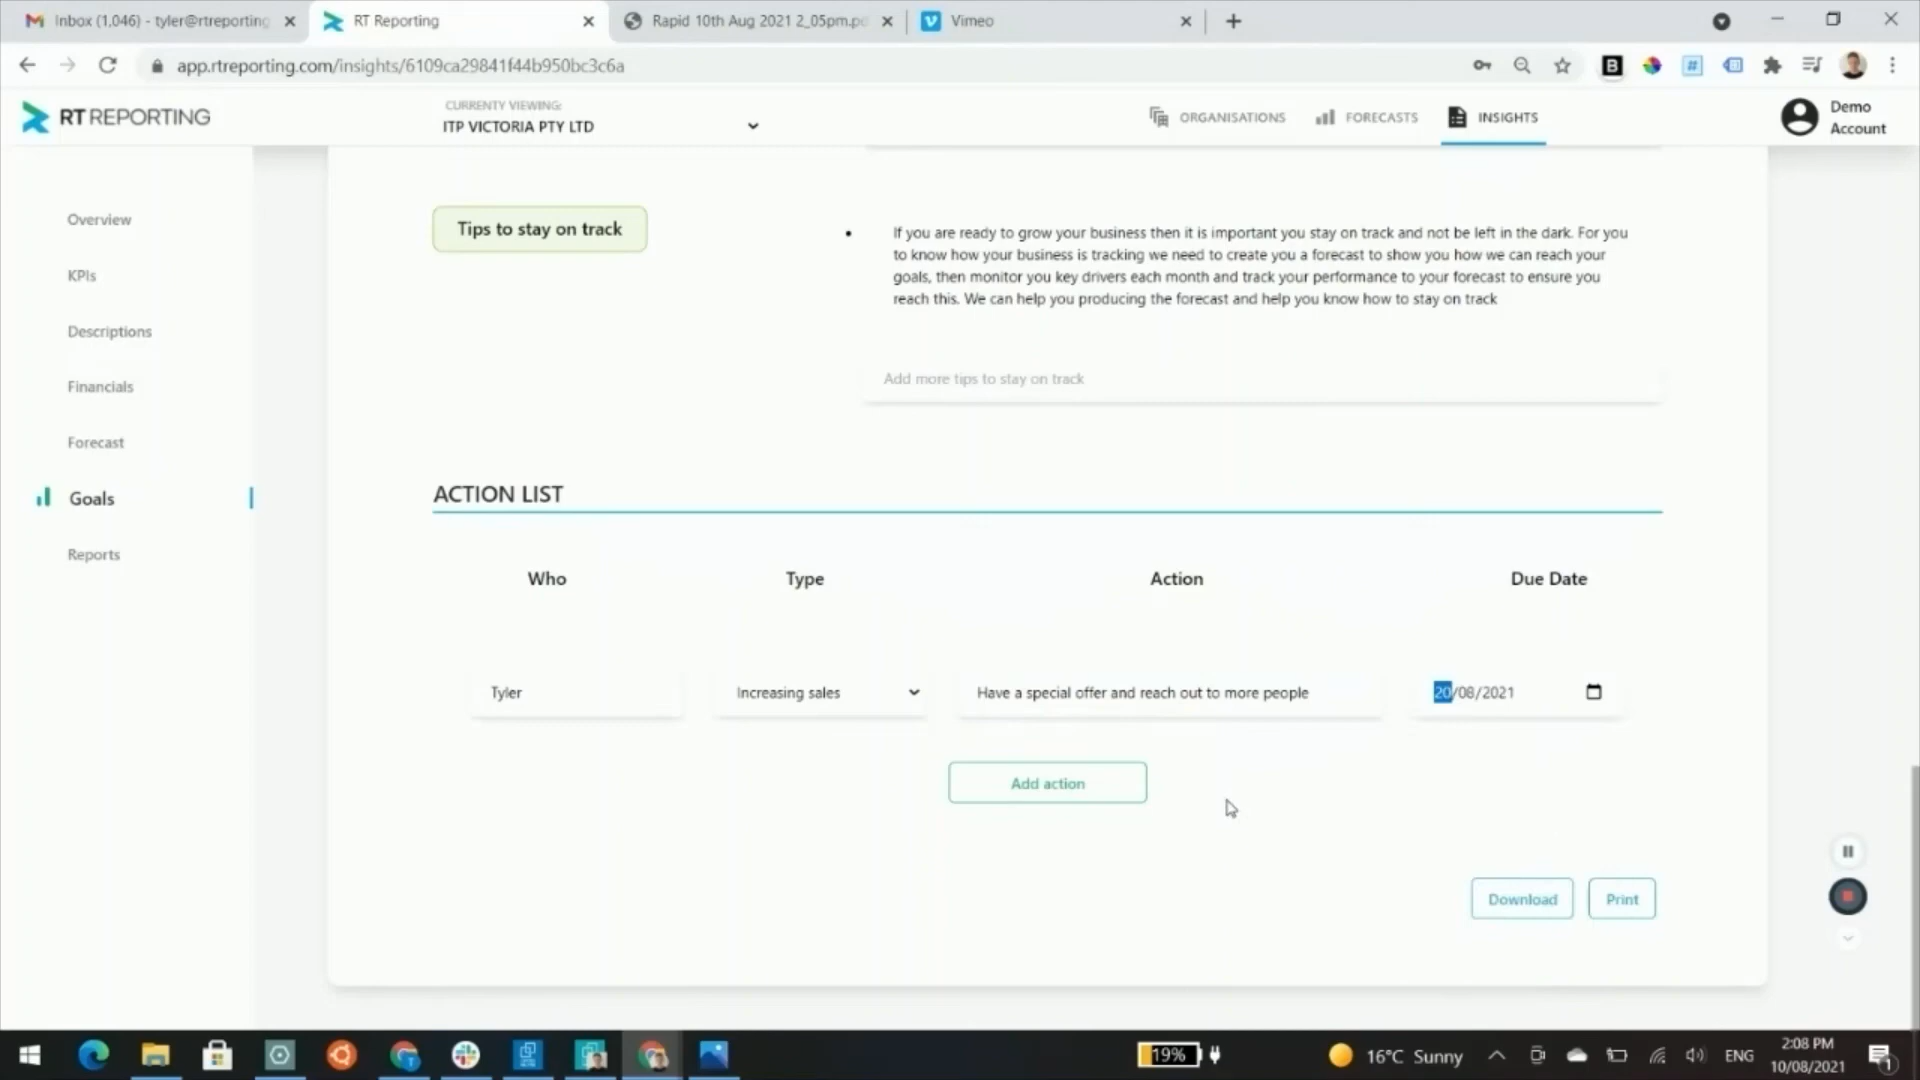 Inbox (1,046) - tyler@rtreporting
RT Reporting
Rapid 10th Aug 2021 2_05pm.pd
Vimeo
app.rtreporting.com/insights/6109ca29841f44b950bc3c6a
RT REPORTING
CURRENTY VIEWING:
ITP VICTORIA PTY LTD
ORGANISATIONS
FORECASTS
INSIGHTS
Demo
Account
Overview
KPIs
Descriptions
Financials
Forecast
Goals
Reports
Tips to stay on track
If you are ready to grow your business then it is important you stay on track and not be left in the dark. For you
to know how your business is tracking we need to create you a forecast to show you how we can reach your
goals, then monitor you key drivers each month and track your performance to your forecast to ensure you
reach this. We can help you producing the forecast and help you know how to stay on track
Add more tips to stay on track
ACTION LIST
Who
Type
Action
Due Date
Tyler
Increasing sales
Have a special offer and reach out to more people
20/08/2021
Add action
Download
Print
19%
16°C Sunny
ENG
2:08 PM
10/08/2021
1